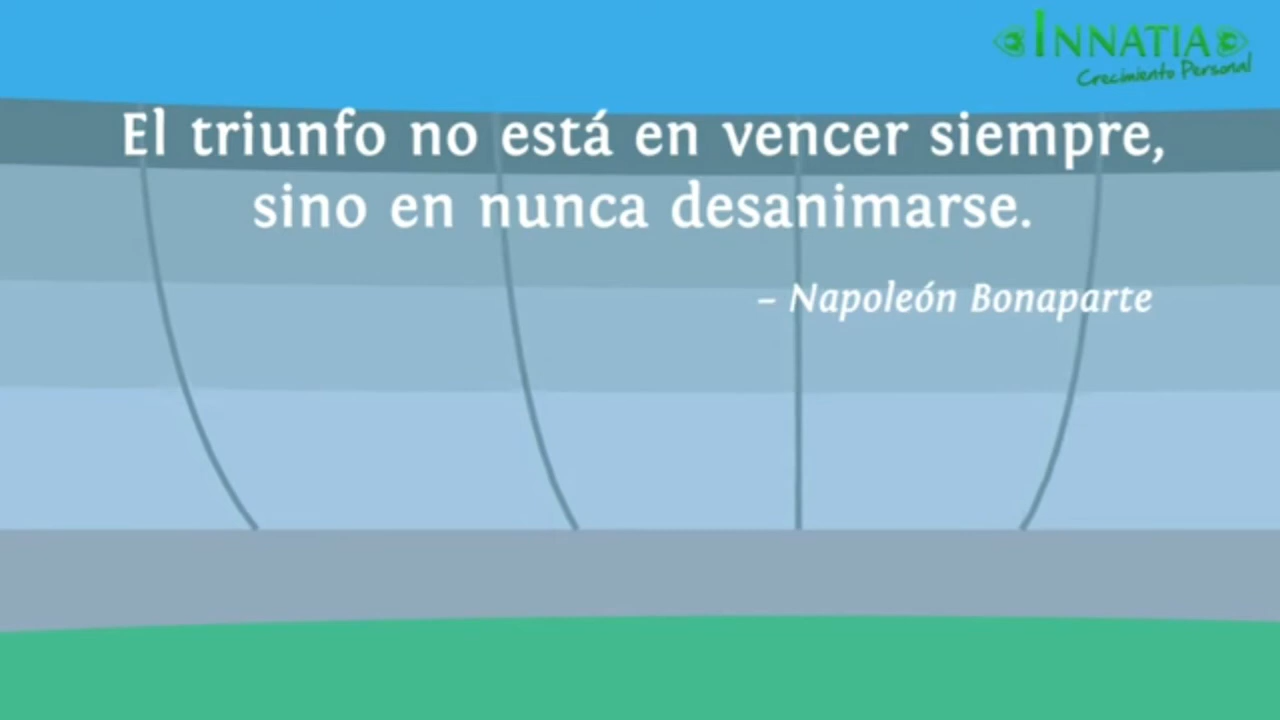 INNATIA
Crecimiento Personal
El triunfo no está en vencer siempre,
sino en nunca desanimarse.
– Napoleón Bonaparte